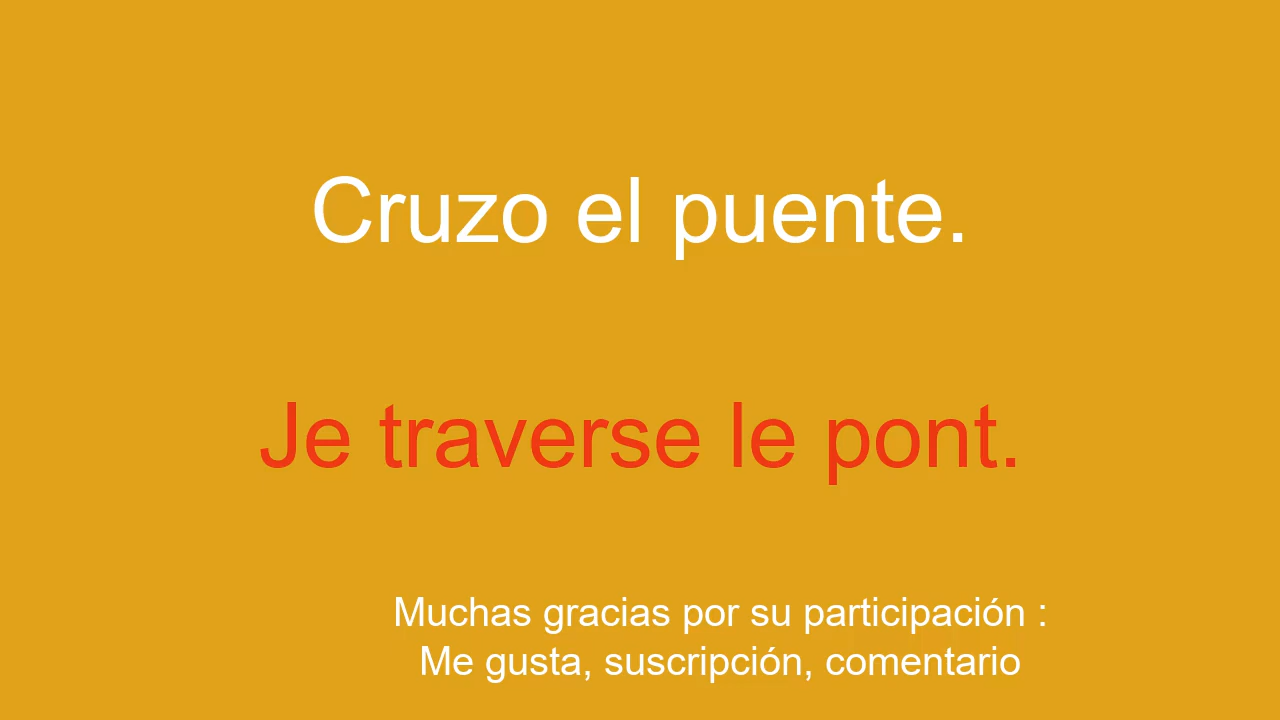 Cruzo el puente.
Je traverse le pont.
Muchas gracias por su participación :
Me gusta, suscripción, comentario